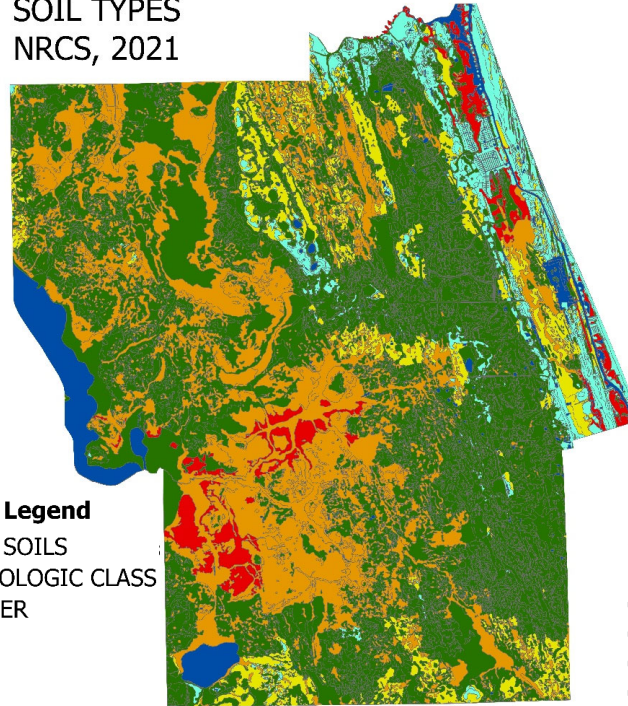 SOIL TYPES
NRCS, 2021
Legend
SOILS
OLOGIC CLASS
ER